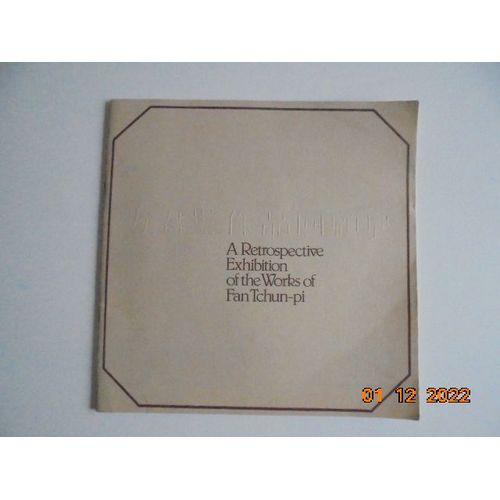 A Retrospective
Exhibition
of the Works of
Fan Tchun-pi
01 12 2022